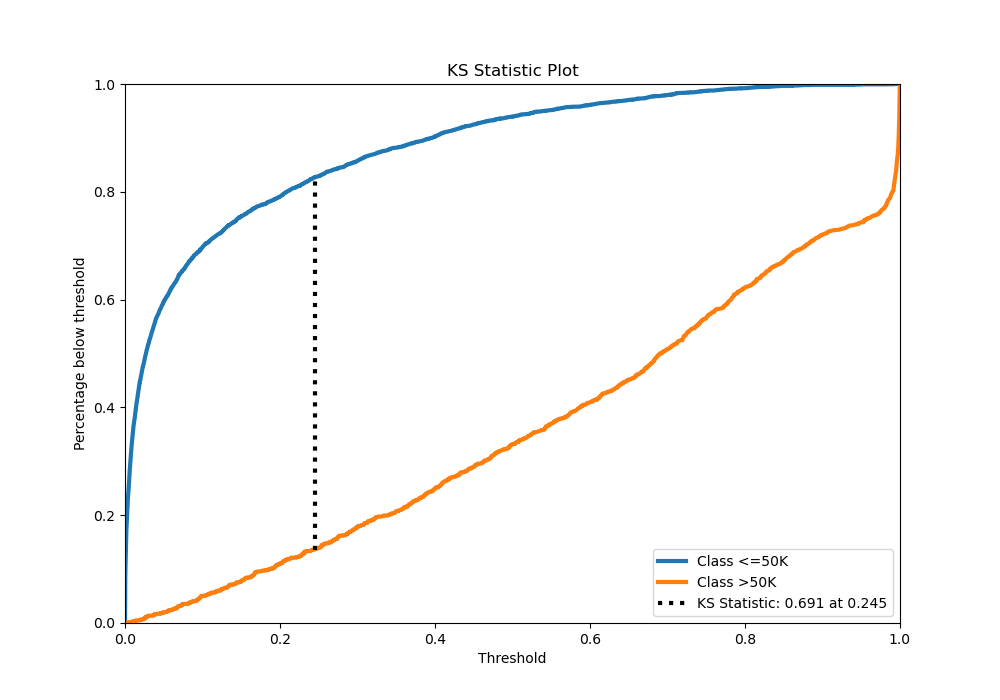 KS Statistic Plot
1.0
0.8
0.6
0.4
0.2
0.0
Percentage below threshold
0.0 0.2 0.4 0.6 0.8 1.0
Threshold
Class <=50K
Class >50K
KS Statistic: 0.691 at 0.245